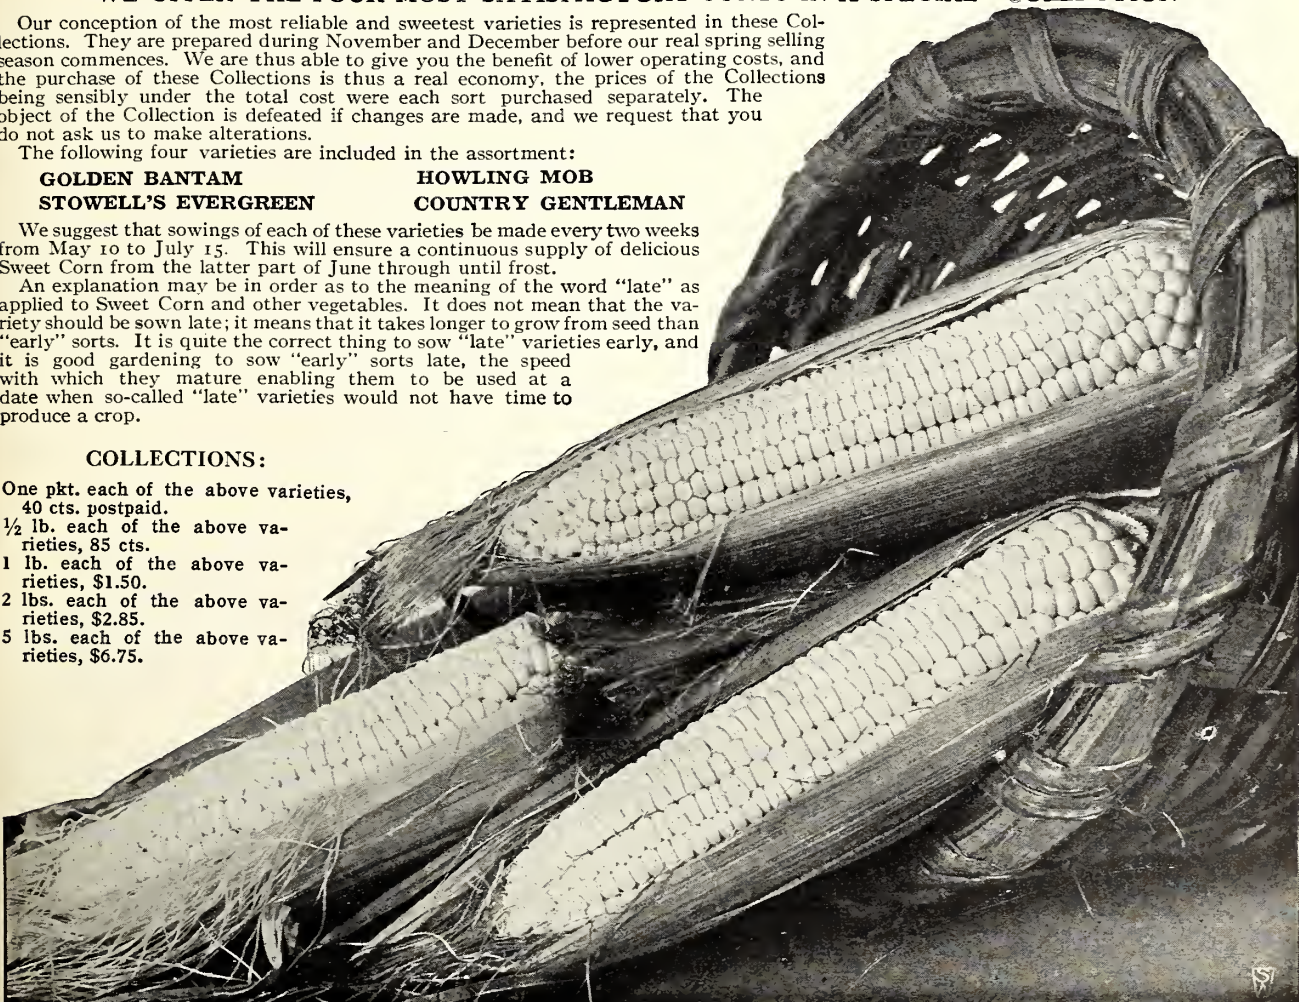 Our conception of the most reliable and sweetest varieties is represented in these Col-
lections. They are prepared during November and December before our real spring selling
season commences. We are thus able to give you the benefit of lower operating costs, and
the purchase of these Collections is thus a real economy, the prices of the Collections
being sensibly under the total cost were each sort purchased separately. The
object of the Collection is defeated if changes are made, and we request that you
do not ask us to make alterations.
The following four varieties are included in the assortment:
GOLDEN BANTAM HOWLING MOB
STOWELL'S EVERGREEN COUNTRY GENTLEMAN
We suggest that sowings of each of these varieties be made every two weeks
from May 10 to July 15. This will ensure a continuous supply of delicious
Sweet Corn from the latter part of June through until frost.
An explanation may be in order as to the meaning of the word "late" as
applied to Sweet Corn and other vegetables. It does not mean that the va-
riety should be sown late; it means that it takes longer to grow from seed than
"early" sorts. It is quite the correct thing to sow "late" varieties early, and
it is good gardening to sow "early" sorts late, the speed
with which they mature enabling them to be used at a
date when so-called "late" varieties would not have time to
produce a crop.
COLLECTIONS:
One pkt. each of the above varieties,
40 cts. postpaid.
½ lb. each of the above va-
rieties, 85 cts.
1 lb. each of the above va-
rieties, $1.50.
2 lbs. each of the above va-
rieties, $2.85.
5 lbs. each of the above va-
rieties, $6.75.